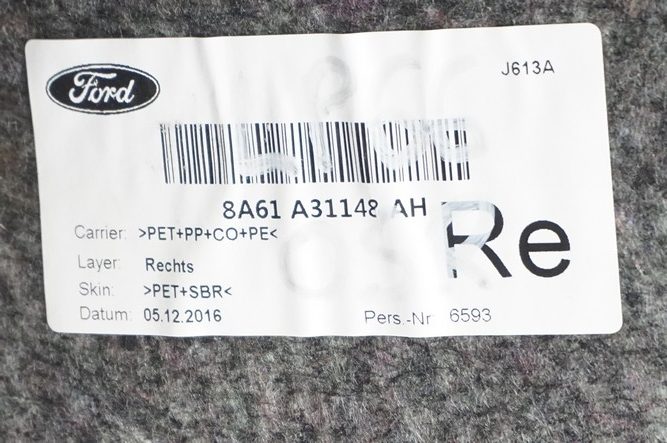 Ford
J613A
8A61 A31148 AH
Re
Carrier: >PET+PP+CO+PE<
Layer: Rechts
Skin: >PET+SBR<
Datum: 05.12.2016
Pers.-Nr 6593